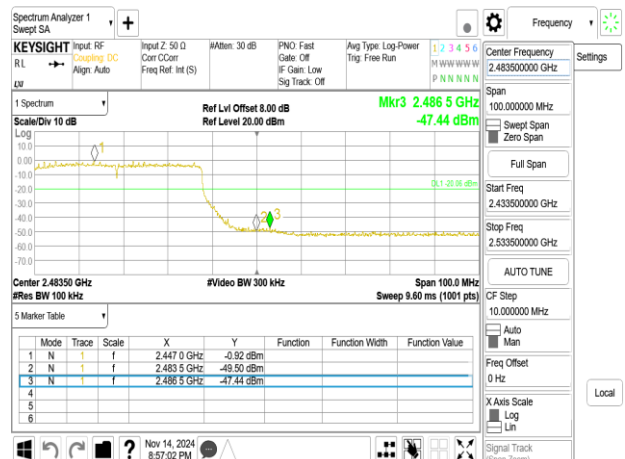 Spectrum Analyzer 1
Swept SA
Frequency
KEYSIGHT
RL
LXI
Input: RF
Coupling: DC
Align: Auto
Input Z: 50 Ω
Corr CCorr
Freq Ref: Int (S)
#Atten: 30 dB
PNO: Fast
Gate: Off
IF Gain: Low
Sig Track: Off
Avg Type: Log-Power
Trig: Free Run
1 2 3 4 5 6
M W W W W W
P N N N N N
1 Spectrum
Scale/Div 10 dB
Ref Lvl Offset 8.00 dB
Ref Level 20.00 dBm
Mkr3 2.486 5 GHz
-47.44 dBm
Log
10.0
0.00
-10.0
-20.0
-30.0
-40.0
-50.0
-60.0
-70.0
1
2
3
DL1 -20.06 dBm
Center 2.48350 GHz
#Res BW 100 kHz
#Video BW 300 kHz
Span 100.0 MHz
Sweep 9.60 ms (1001 pts)
5 Marker Table
Mode Trace Scale X Y Function Function Width Function Value
1 N 1 f 2.447 0 GHz -0.92 dBm
2 N 1 f 2.483 5 GHz -49.50 dBm
3 N 1 f 2.486 5 GHz -47.44 dBm
4
5
6
?
Nov 14, 2024
8:57:02 PM
Center Frequency
2.483500000 GHz
Span
100.000000 MHz
Swept Span
Zero Span
Full Span
Start Freq
2.433500000 GHz
Stop Freq
2.533500000 GHz
AUTO TUNE
CF Step
10.000000 MHz
Auto
Man
Freq Offset
0 Hz
X Axis Scale
Log
Lin
Signal Track
(Span Zoom)
Settings
Local